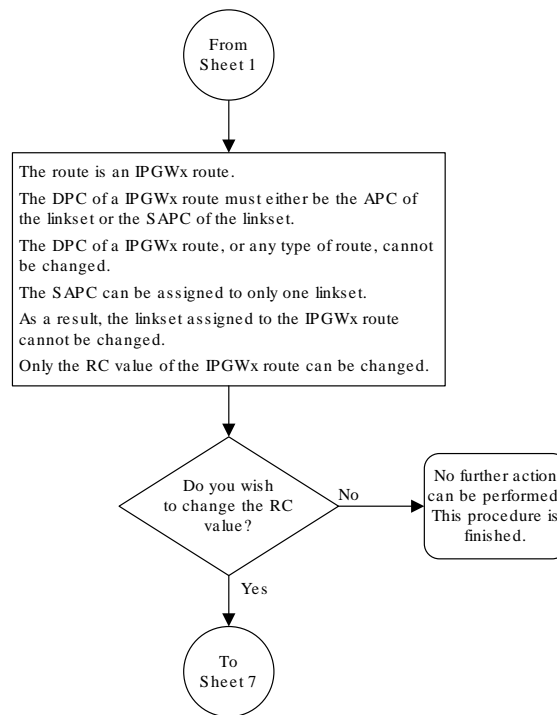 From
Sheet 1
The route is an IPGWx route.
The DPC of a IPGWx route must either be the APC of
the linkset or the SAPC of the linkset.
The DPC of a IPGWx route, or any type of route, cannot
be changed.
The SAPC can be assigned to only one linkset.
As a result, the linkset assigned to the IPGWx route
cannot be changed.
Only the RC value of the IPGWx route can be changed.
Do you wish
to change the RC
value?
No
No further action
can be performed.
This procedure is
finished.
Yes
To
Sheet 7